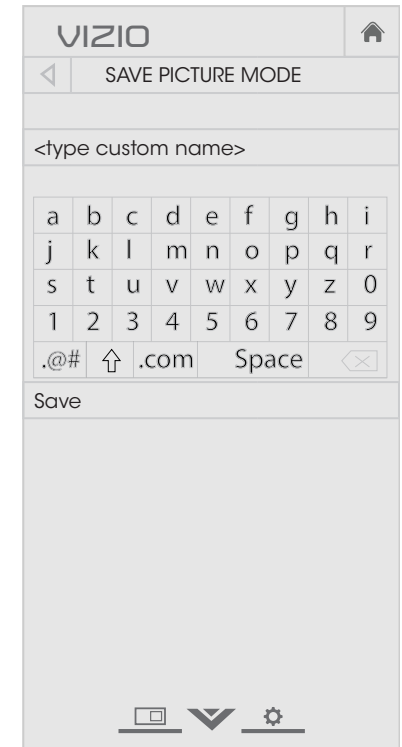 VIZIO
SAVE PICTURE MODE
<type custom name>
a b c d e f g h i
j k l m n o p q r
s t u v w x y z 0
1 2 3 4 5 6 7 8 9
.@# .com Space
Save